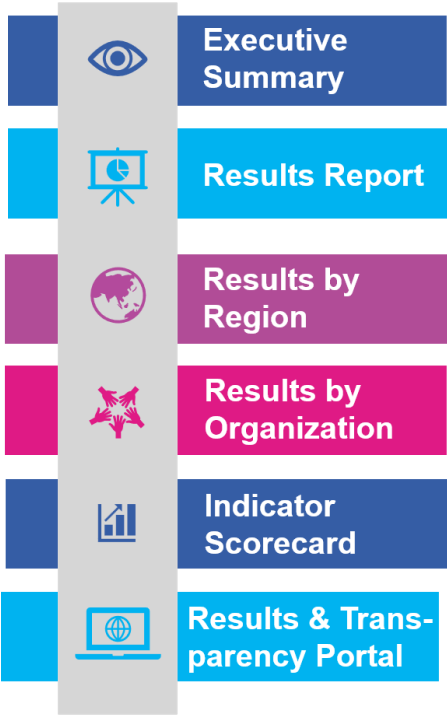 Executive
Summary
Results Report
Results by
Region
Results by
Organization
Indicator
Scorecard
Results & Trans-
parency Portal